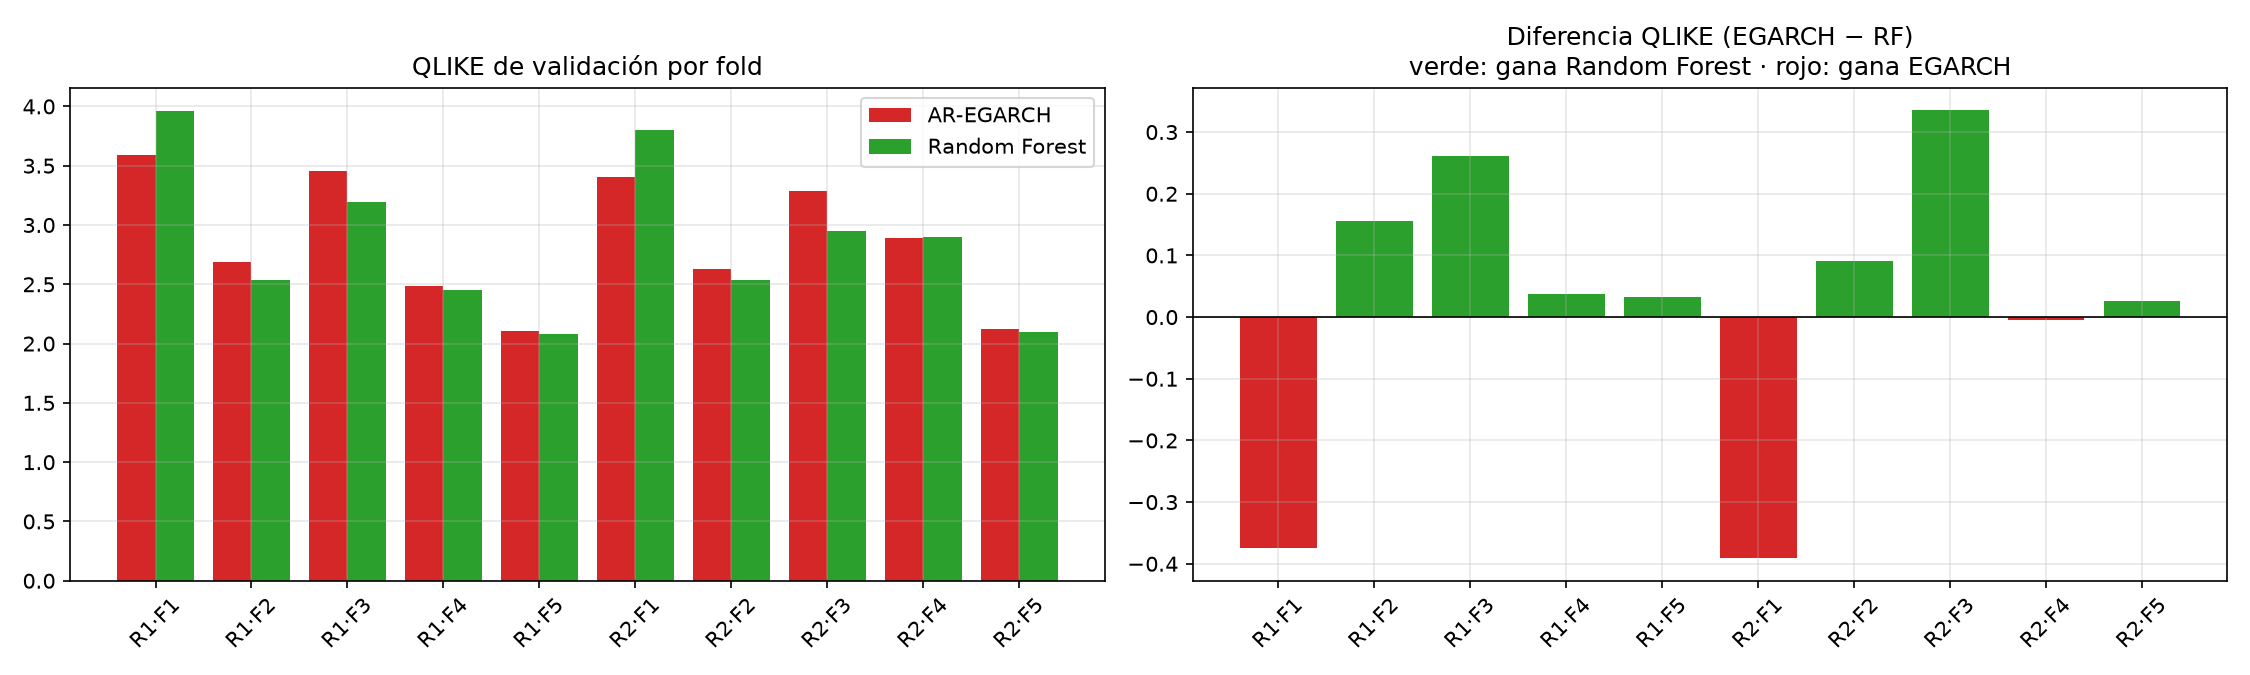 QLIKE de validación por fold
4.0
3.5
3.0
2.5
2.0
1.5
1.0
0.5
0.0
AR-EGARCH
Random Forest
R1·F1
R1·F2
R1·F3
R1·F4
R1·F5
R2·F1
R2·F2
R2·F3
R2·F4
R2·F5
Diferencia QLIKE (EGARCH − RF)
verde: gana Random Forest · rojo: gana EGARCH
0.3
0.2
0.1
0.0
−0.1
−0.2
−0.3
−0.4
R1·F1
R1·F2
R1·F3
R1·F4
R1·F5
R2·F1
R2·F2
R2·F3
R2·F4
R2·F5